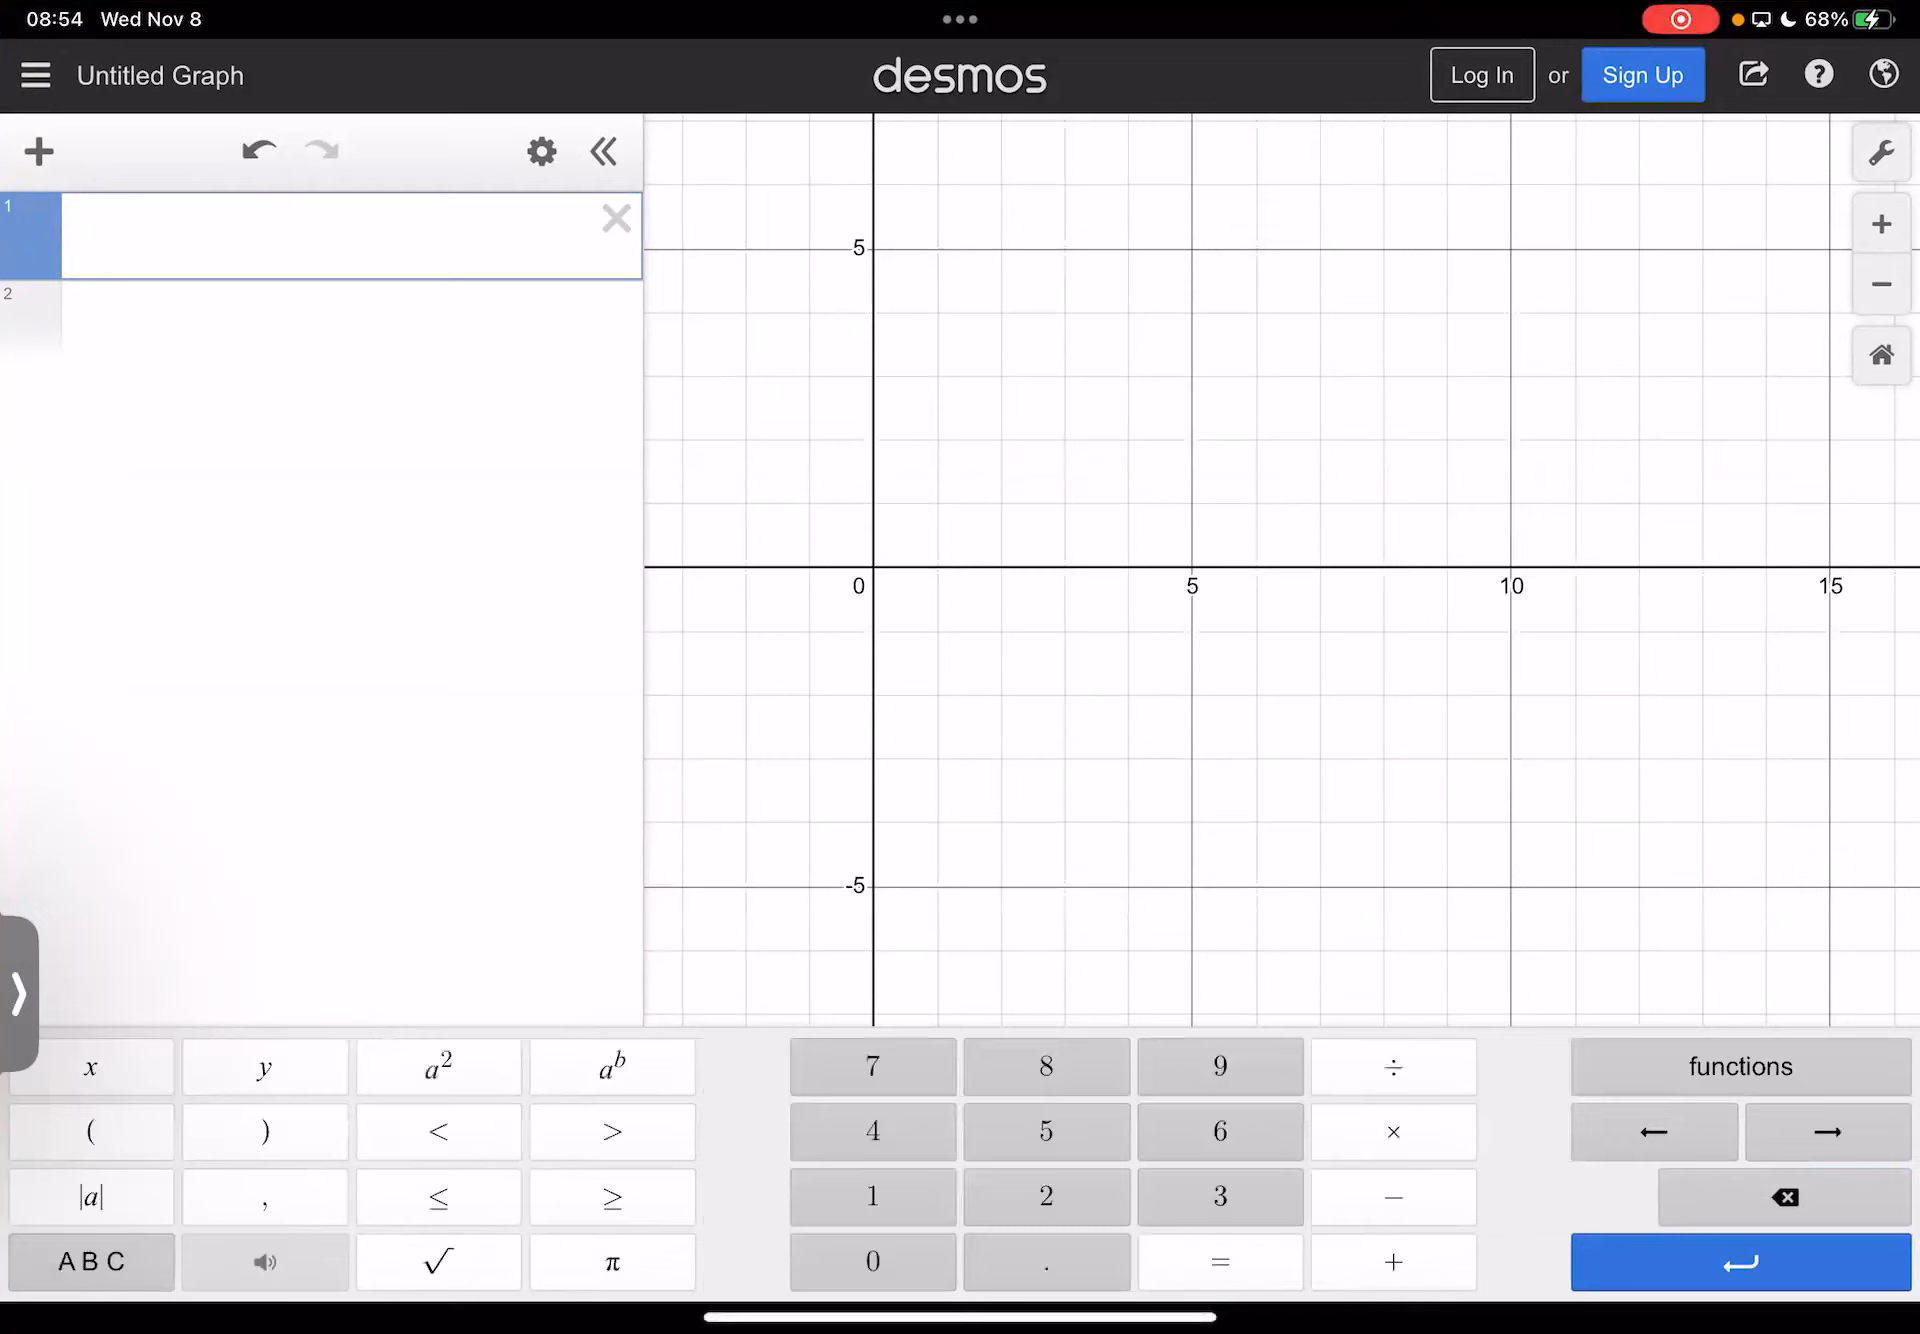 08:54 Wed Nov 8
68%
Untitled Graph
desmos
Log In or Sign Up
1
2
5
0 5 10 15
-5
x y a² aᵇ 7 8 9 ÷ functions
( ) < > 4 5 6 × ← →
|a| , ≤ ≥ 1 2 3 −
A B C √ π 0 . = +